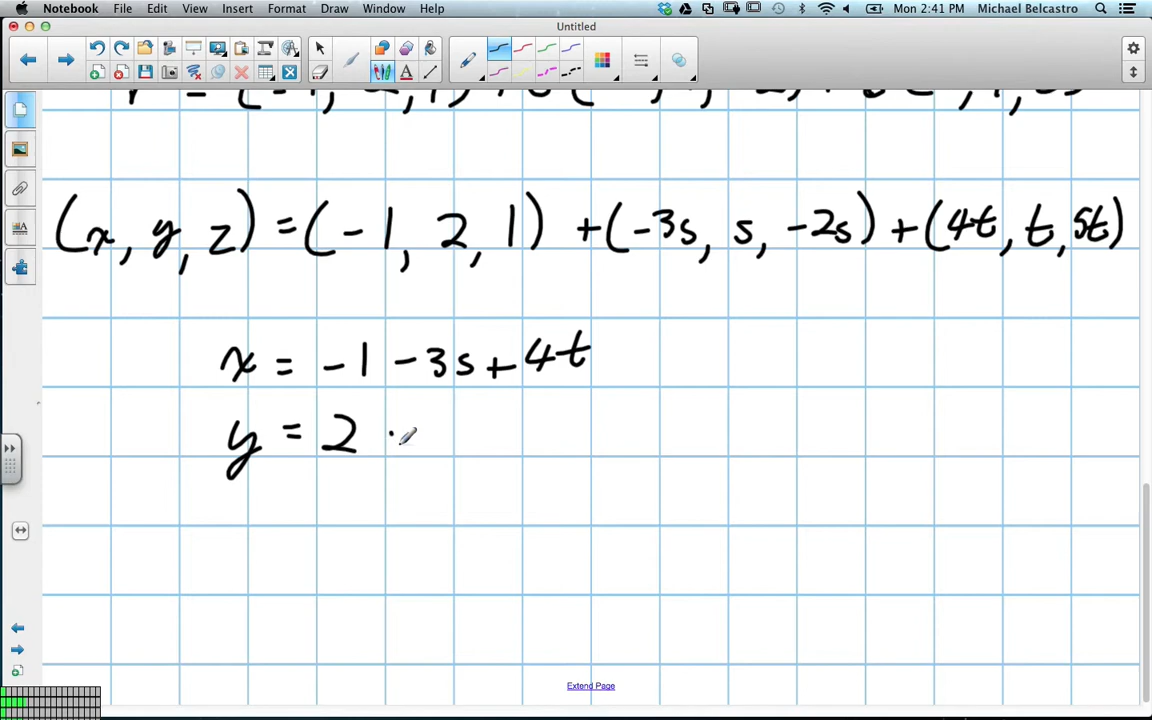 Notebook File Edit View Insert Format Draw Window Help Mon 2:41 PM Michael Belcastro
Untitled
(x, y, z) = (-1, 2, 1) + (-3s, s, -2s) + (4t, t, 5t)
x = -1 - 3s + 4t
y = 2
Extend Page